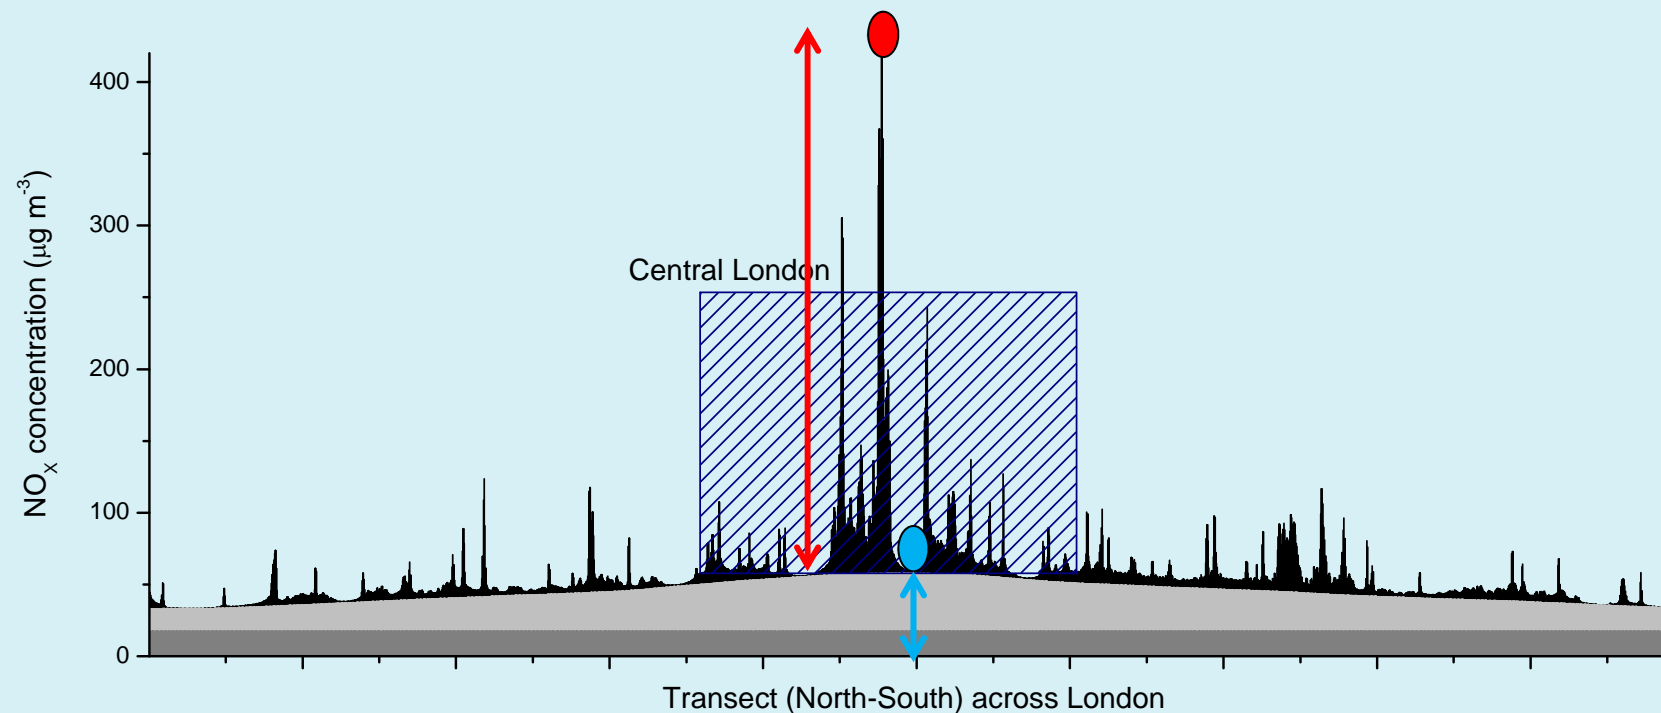 400
300
200
100
0
NOX concentration (μg m-3)
Central London
Transect (North-South) across London